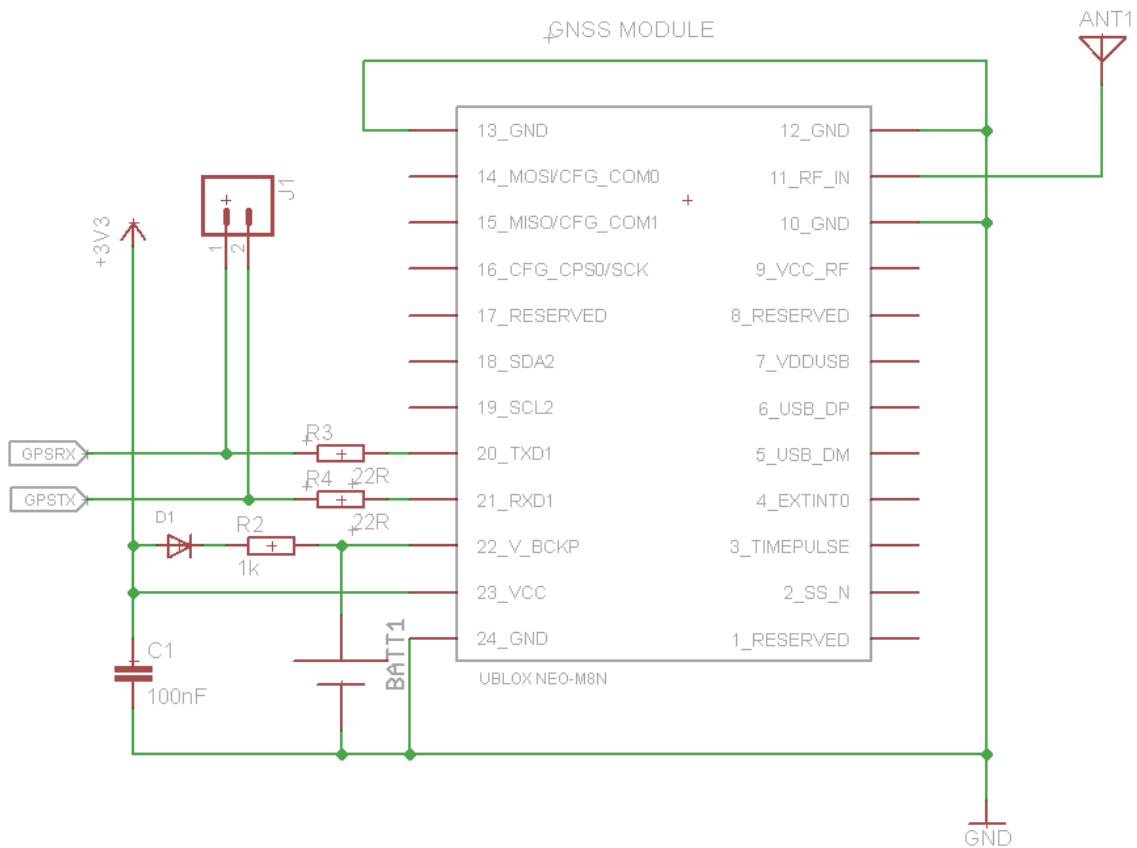 GNSS MODULE
ANT1
13_GND
12_GND
14_MOSI/CFG_COM0
11_RF_IN
J1
15_MISO/CFG_COM1
10_GND
+3V3
1
2
16_CFG_CPS0/SCK
9_VCC_RF
17_RESERVED
8_RESERVED
18_SDA2
7_VDDUSB
19_SCL2
6_USB_DP
R3
GPSRX
20_TXD1
5_USB_DM
22R
R4
GPSTX
21_RXD1
4_EXTINT0
22R
D1
R2
1k
22_V_BCKP
3_TIMEPULSE
23_VCC
2_SS_N
24_GND
1_RESERVED
C1
100nF
BATT1
UBLOX NEO-M8N
GND